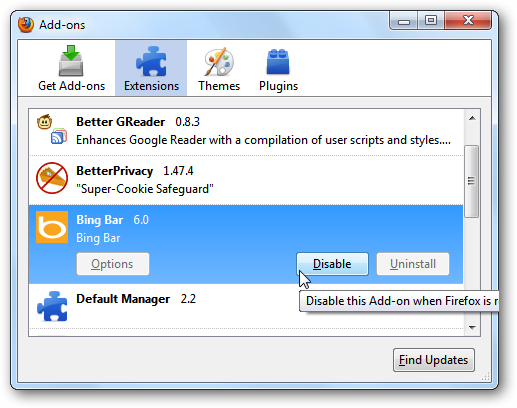 Add-ons
Get Add-ons Extensions Themes Plugins
Better GReader 0.8.3
Enhances Google Reader with a compilation of user scripts and styles....
BetterPrivacy 1.47.4
"Super-Cookie Safeguard"
Bing Bar 6.0
Bing Bar
Options Disable Uninstall
Default Manager 2.2
Disable this Add-on when Firefox is
Find Updates